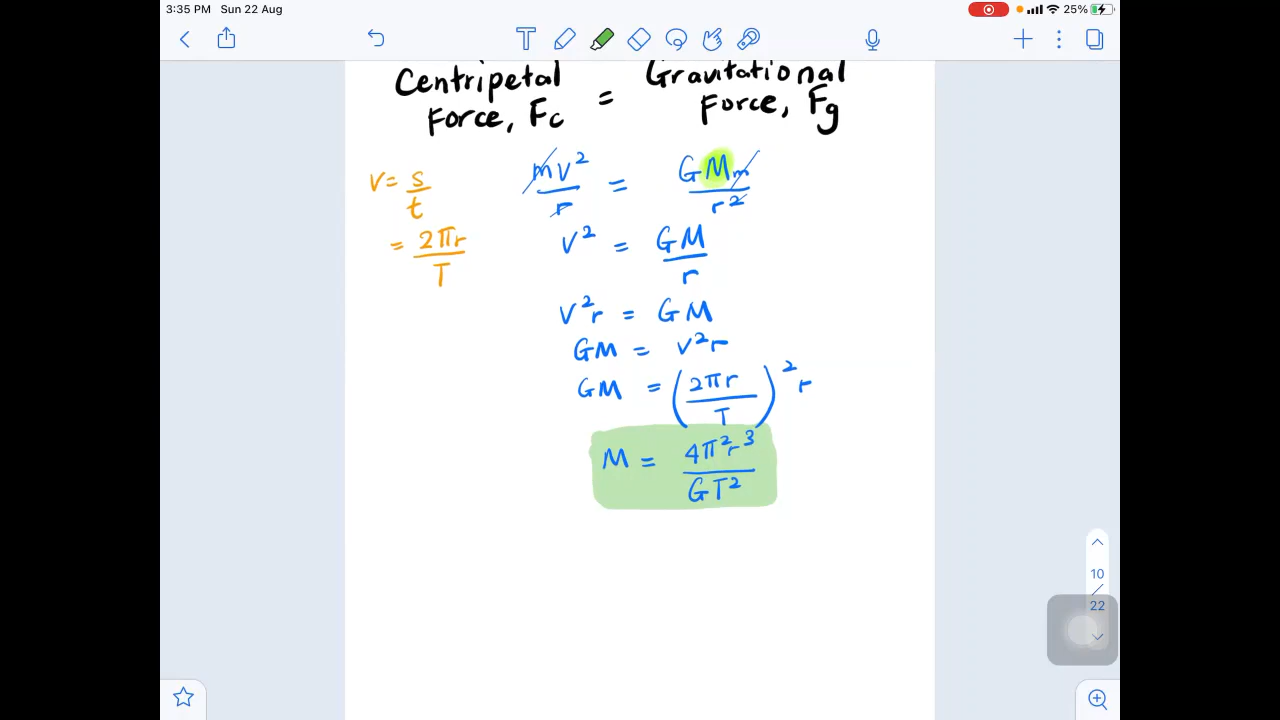 3:35 PM Sun 22 Aug 25%
Centripetal Force, Fc = Gravitational Force, Fg
v = s/t
= 2πr/T
mv²/r = GMm/r²
v² = GM/r
v²r = GM
GM = v²r
GM = (2πr/T)² r
M = 4π²r³/GT²
10/22